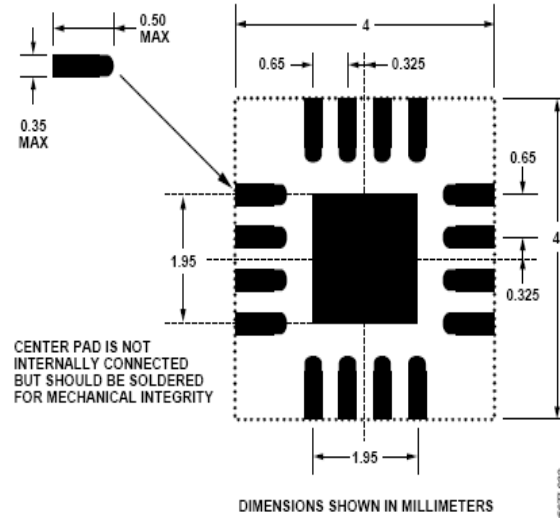 0.50
MAX
4
0.65
0.325
0.35
MAX
0.65
4
1.95
0.325
CENTER PAD IS NOT
INTERNALLY CONNECTED
BUT SHOULD BE SOLDERED
FOR MECHANICAL INTEGRITY
1.95
DIMENSIONS SHOWN IN MILLIMETERS